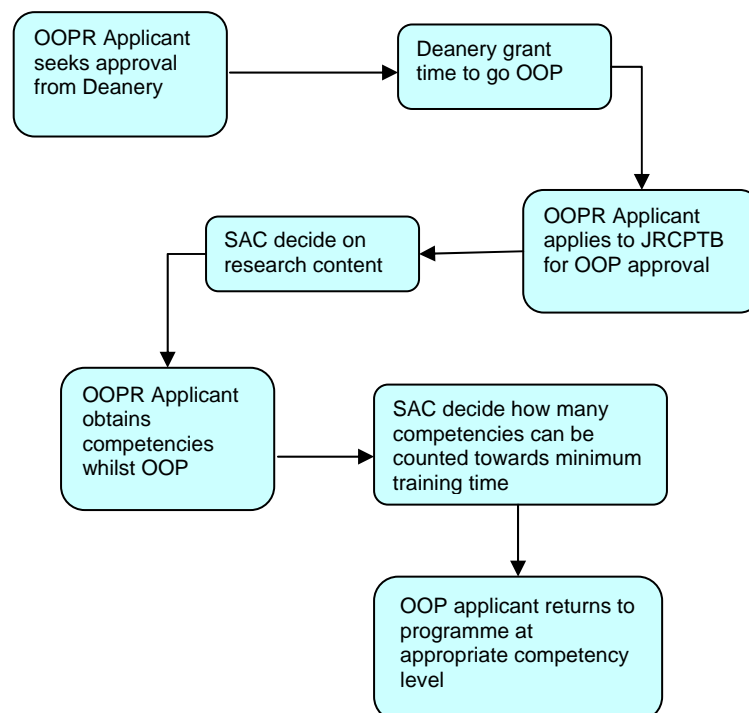 OOPR Applicant
seeks approval
from Deanery
Deanery grant
time to go OOP
OOPR Applicant
applies to JRCPTB
for OOP approval
SAC decide on
research content
OOPR Applicant
obtains
competencies
whilst OOP
SAC decide how many
competencies can be
counted towards minimum
training time
OOP applicant returns to
programme at
appropriate competency
level